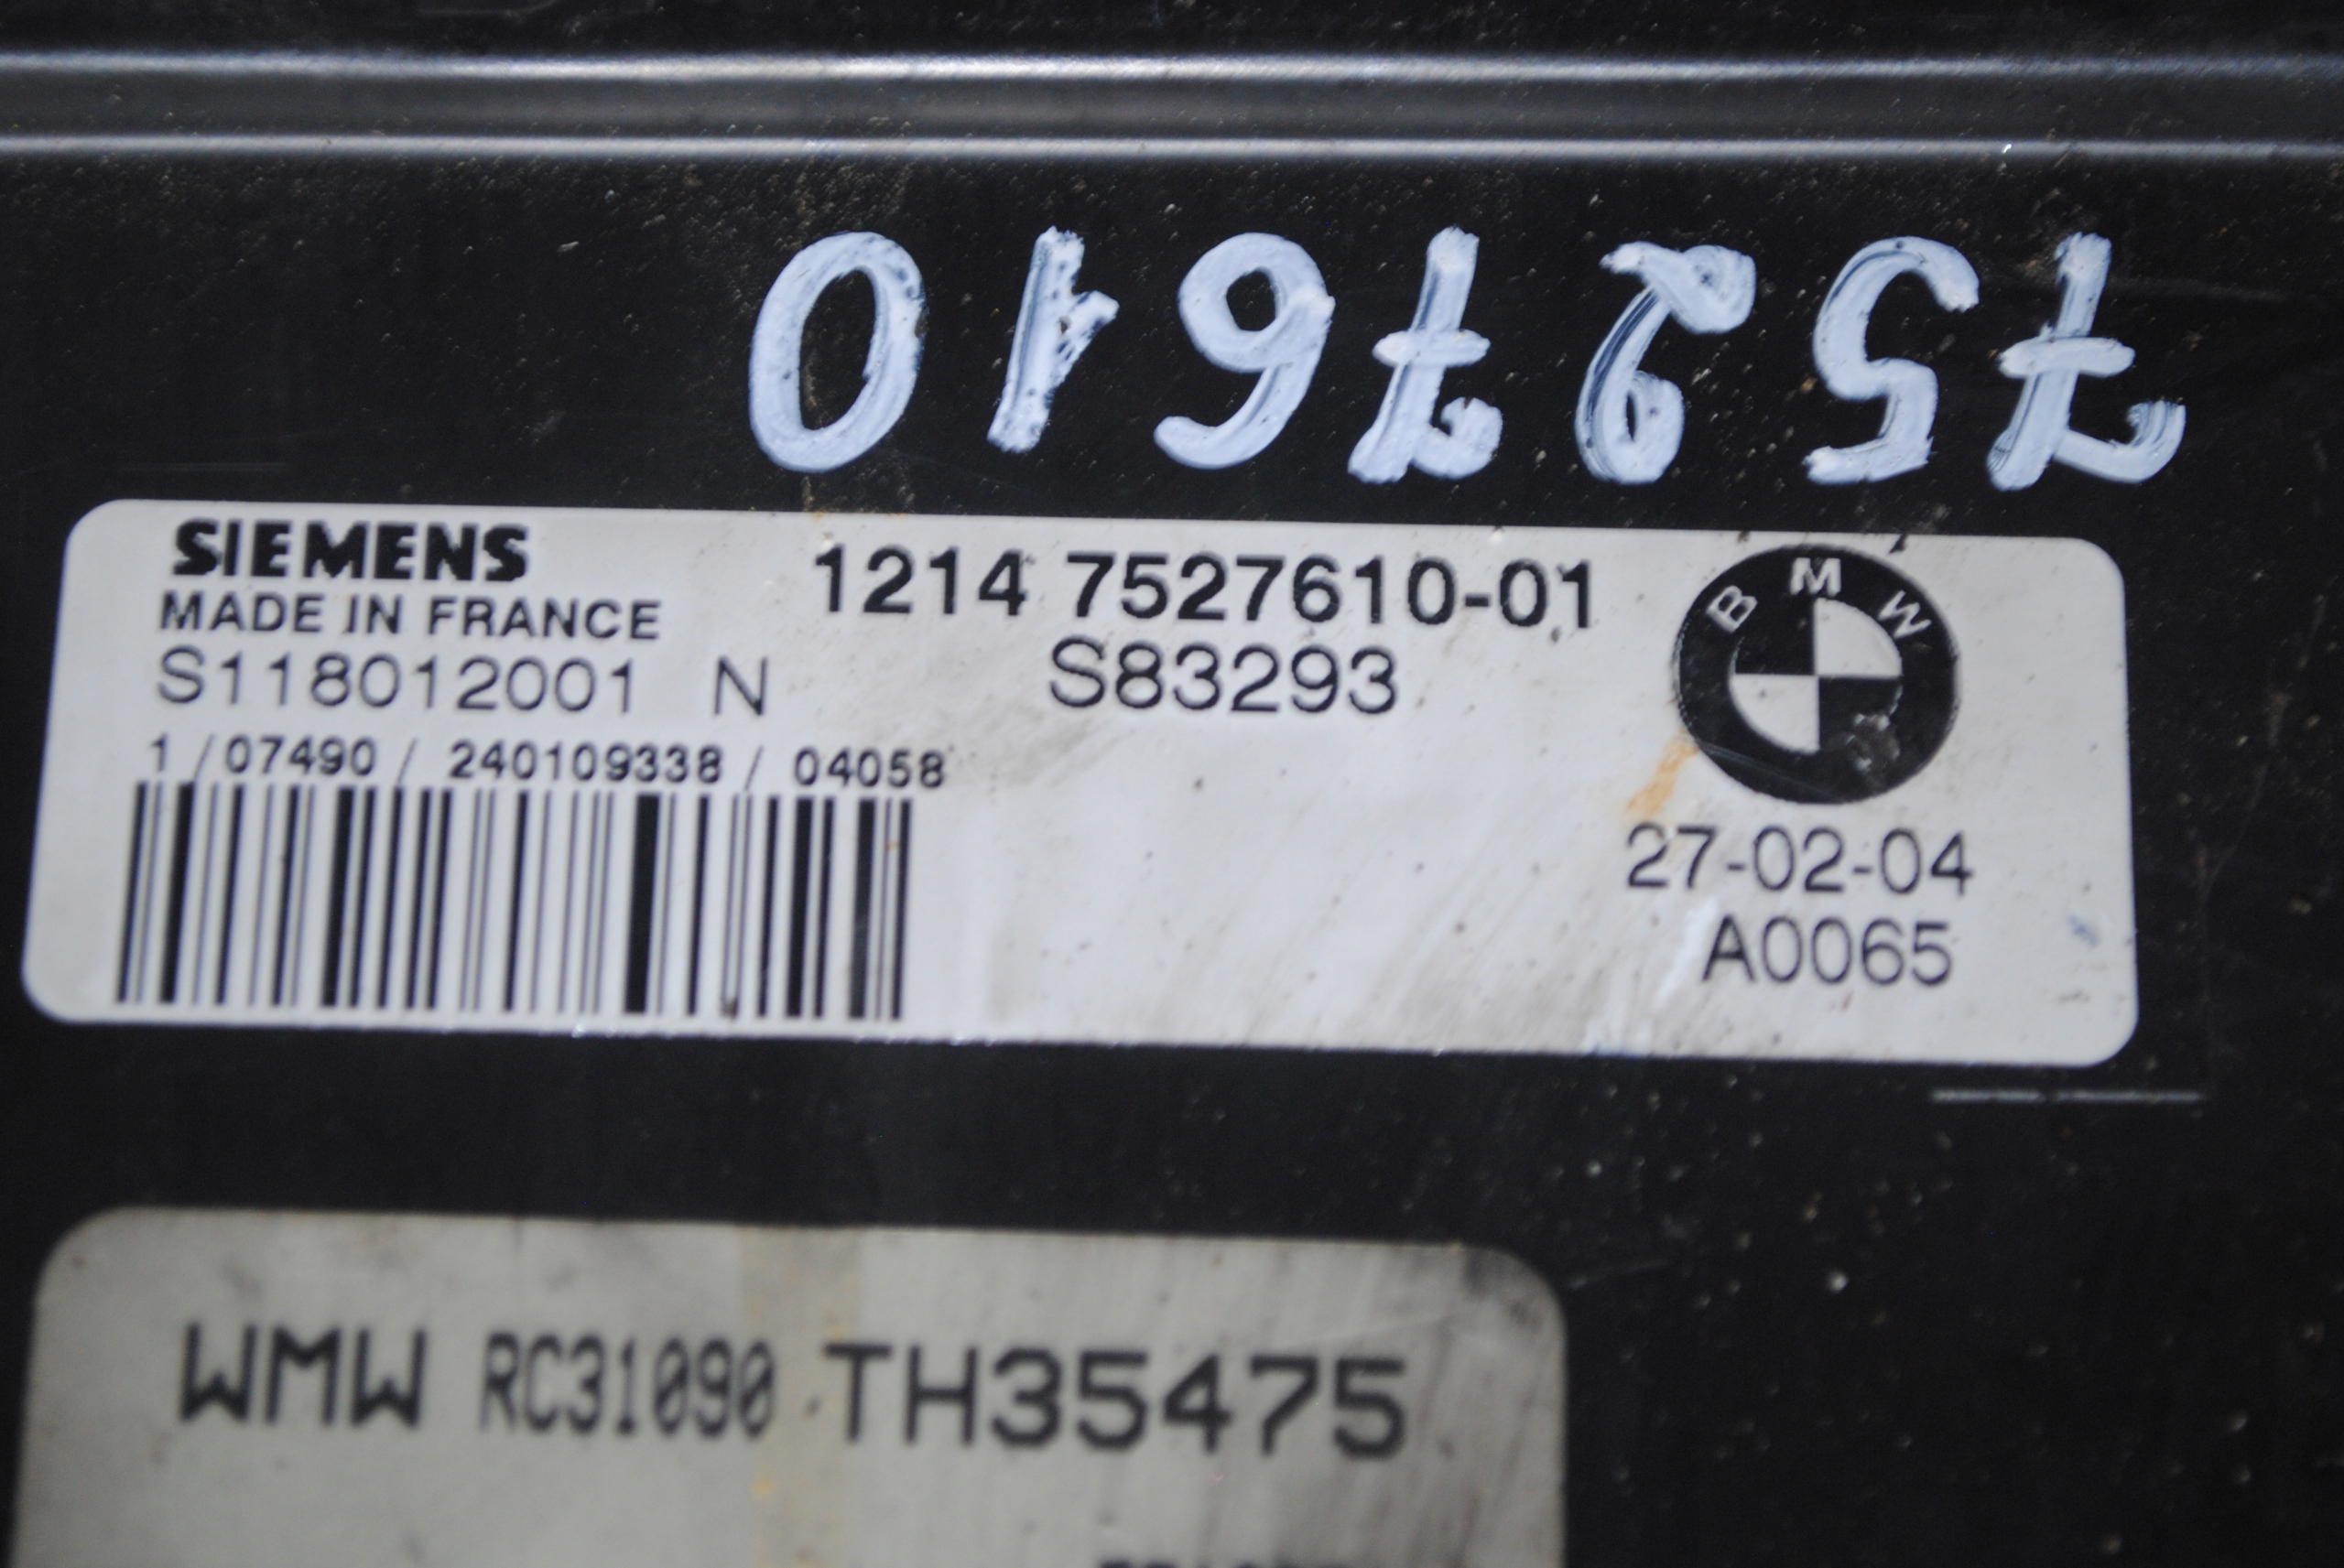 7527610
SIEMENS
MADE IN FRANCE
1214 7527610-01
S118012001 N
S83293
BMW
1 / 07490 / 240109338 / 04058
27-02-04
A0065
WMW RC31090 TH35475